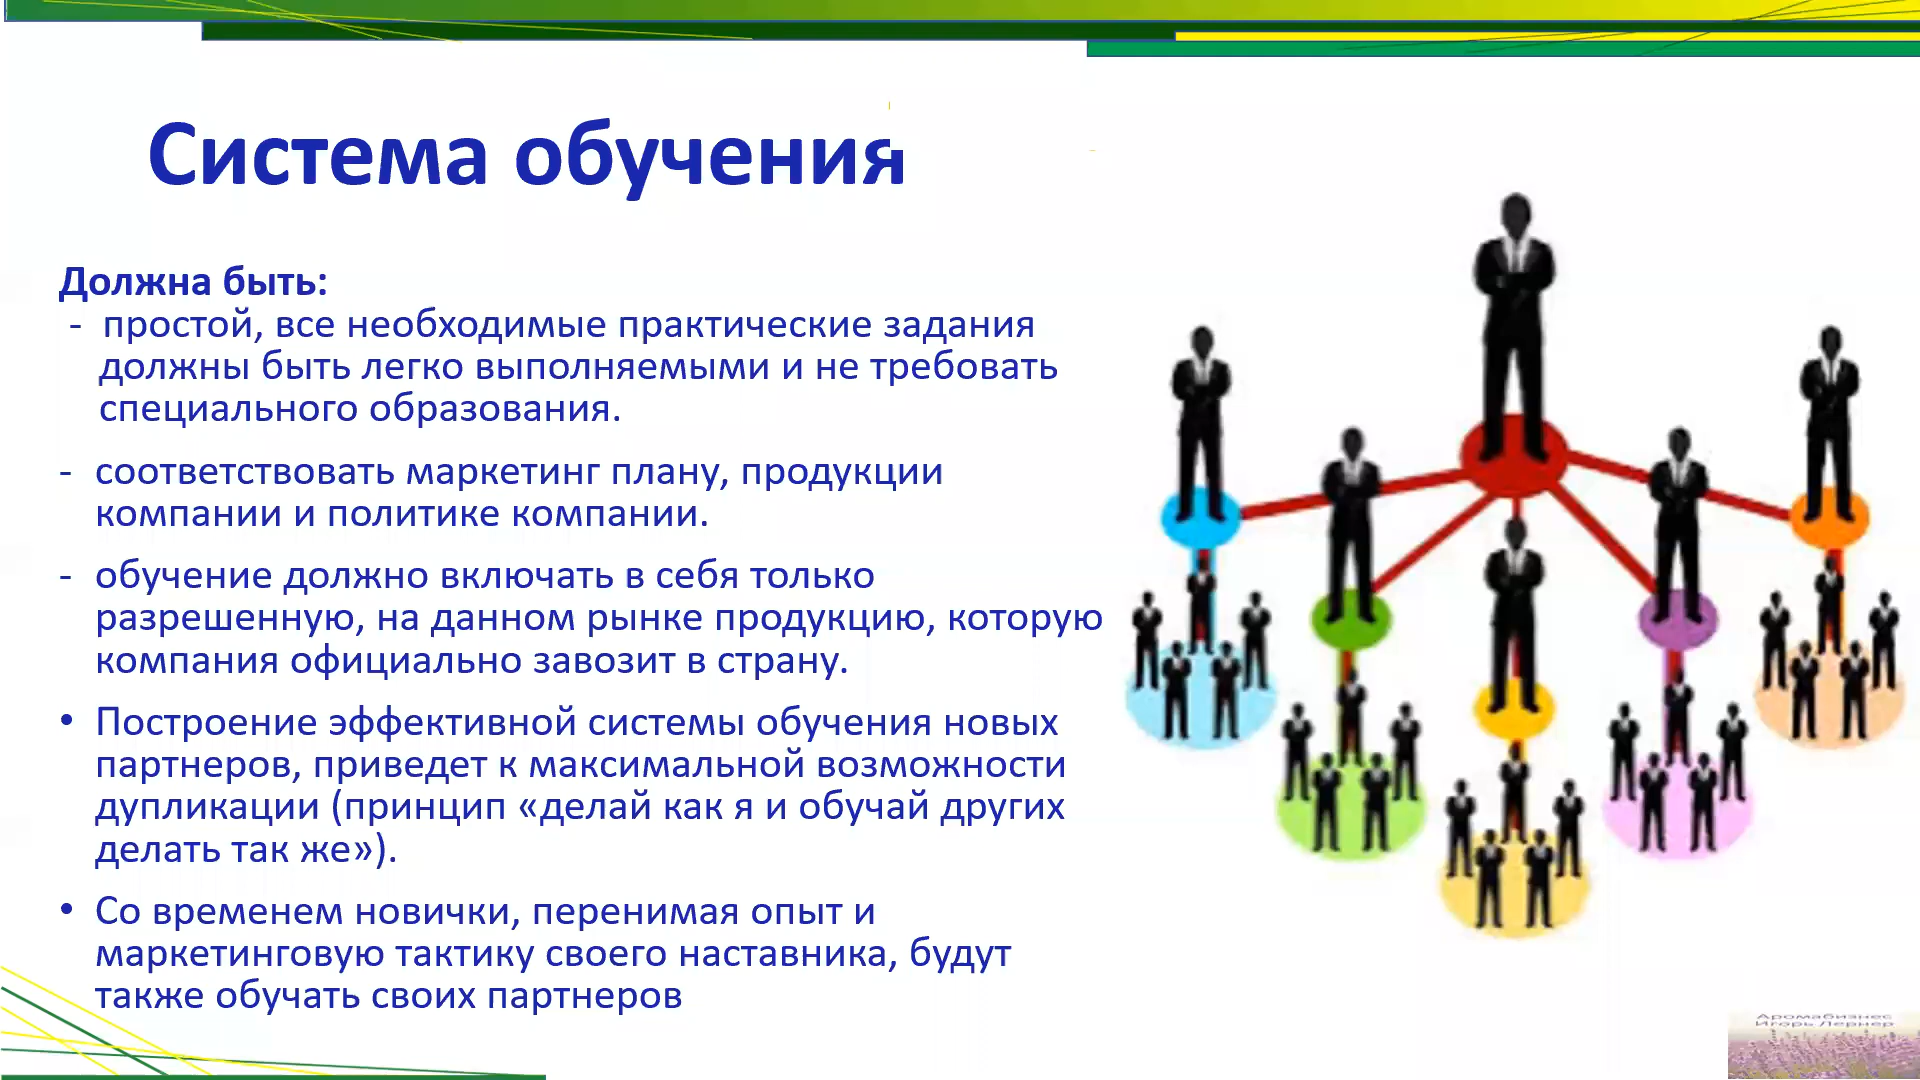 Система обучения
Должна быть:
- простой, все необходимые практические задания
должны быть легко выполняемыми и не требовать
специального образования.
- соответствовать маркетинг плану, продукции
компании и политике компании.
- обучение должно включать в себя только
разрешенную, на данном рынке продукцию, которую
компания официально завозит в страну.
• Построение эффективной системы обучения новых
партнеров, приведет к максимальной возможности
дупликации (принцип «делай как я и обучай других
делать так же»).
• Со временем новички, перенимая опыт и
маркетинговую тактику своего наставника, будут
также обучать своих партнеров
Аромабизнес
Игорь Лернер